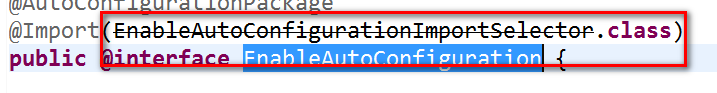 @AutoConfigurationPackage
@Import(EnableAutoConfigurationImportSelector.class)
public @interface EnableAutoConfiguration {